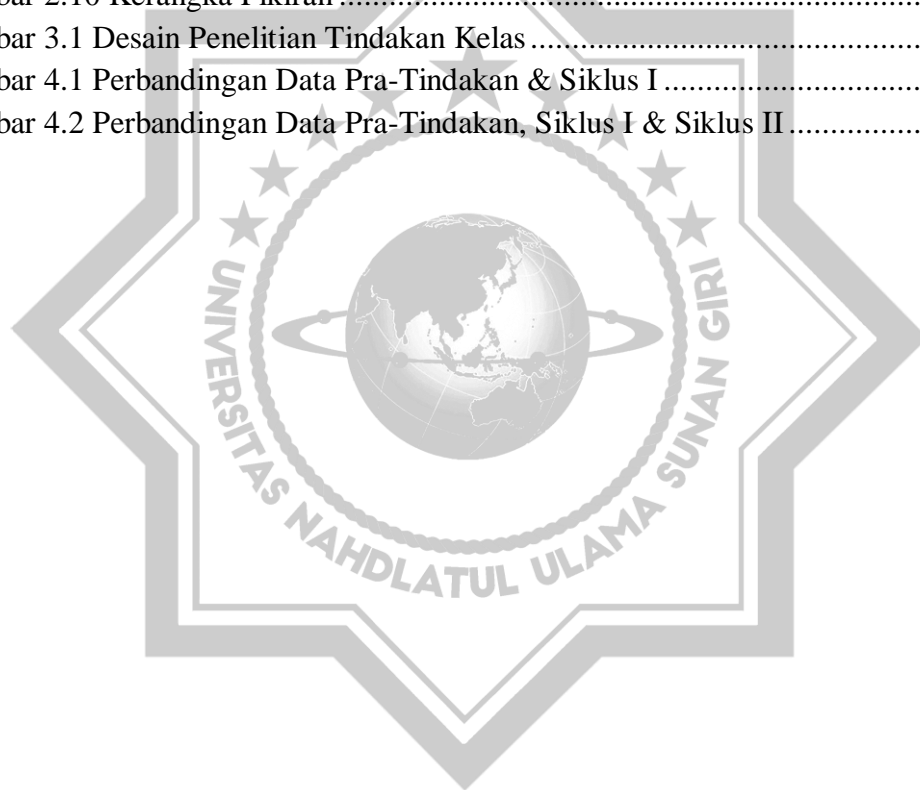 bar 2.10 Kerangka Pikiran
bar 3.1 Desain Penelitian Tindakan Kelas
bar 4.1 Perbandingan Data Pra-Tindakan & Siklus I
bar 4.2 Perbandingan Data Pra-Tindakan, Siklus I & Siklus II
UNIVERSITAS NAHDLATUL ULAMA SUNAN GIRI